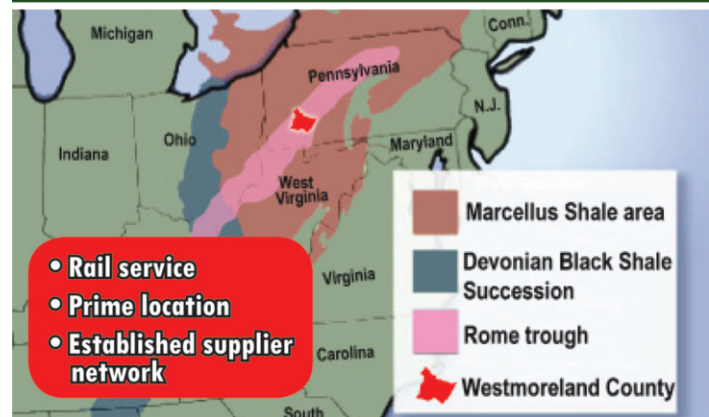 Michigan
Conn.
Pennsylvania
N.J.
Ohio
Maryland
Indiana
West
Virginia
Marcellus Shale area
• Rail service
• Prime location
• Established supplier
network
Virginia
Devonian Black Shale
Succession
Rome trough
Carolina
Westmoreland County
South